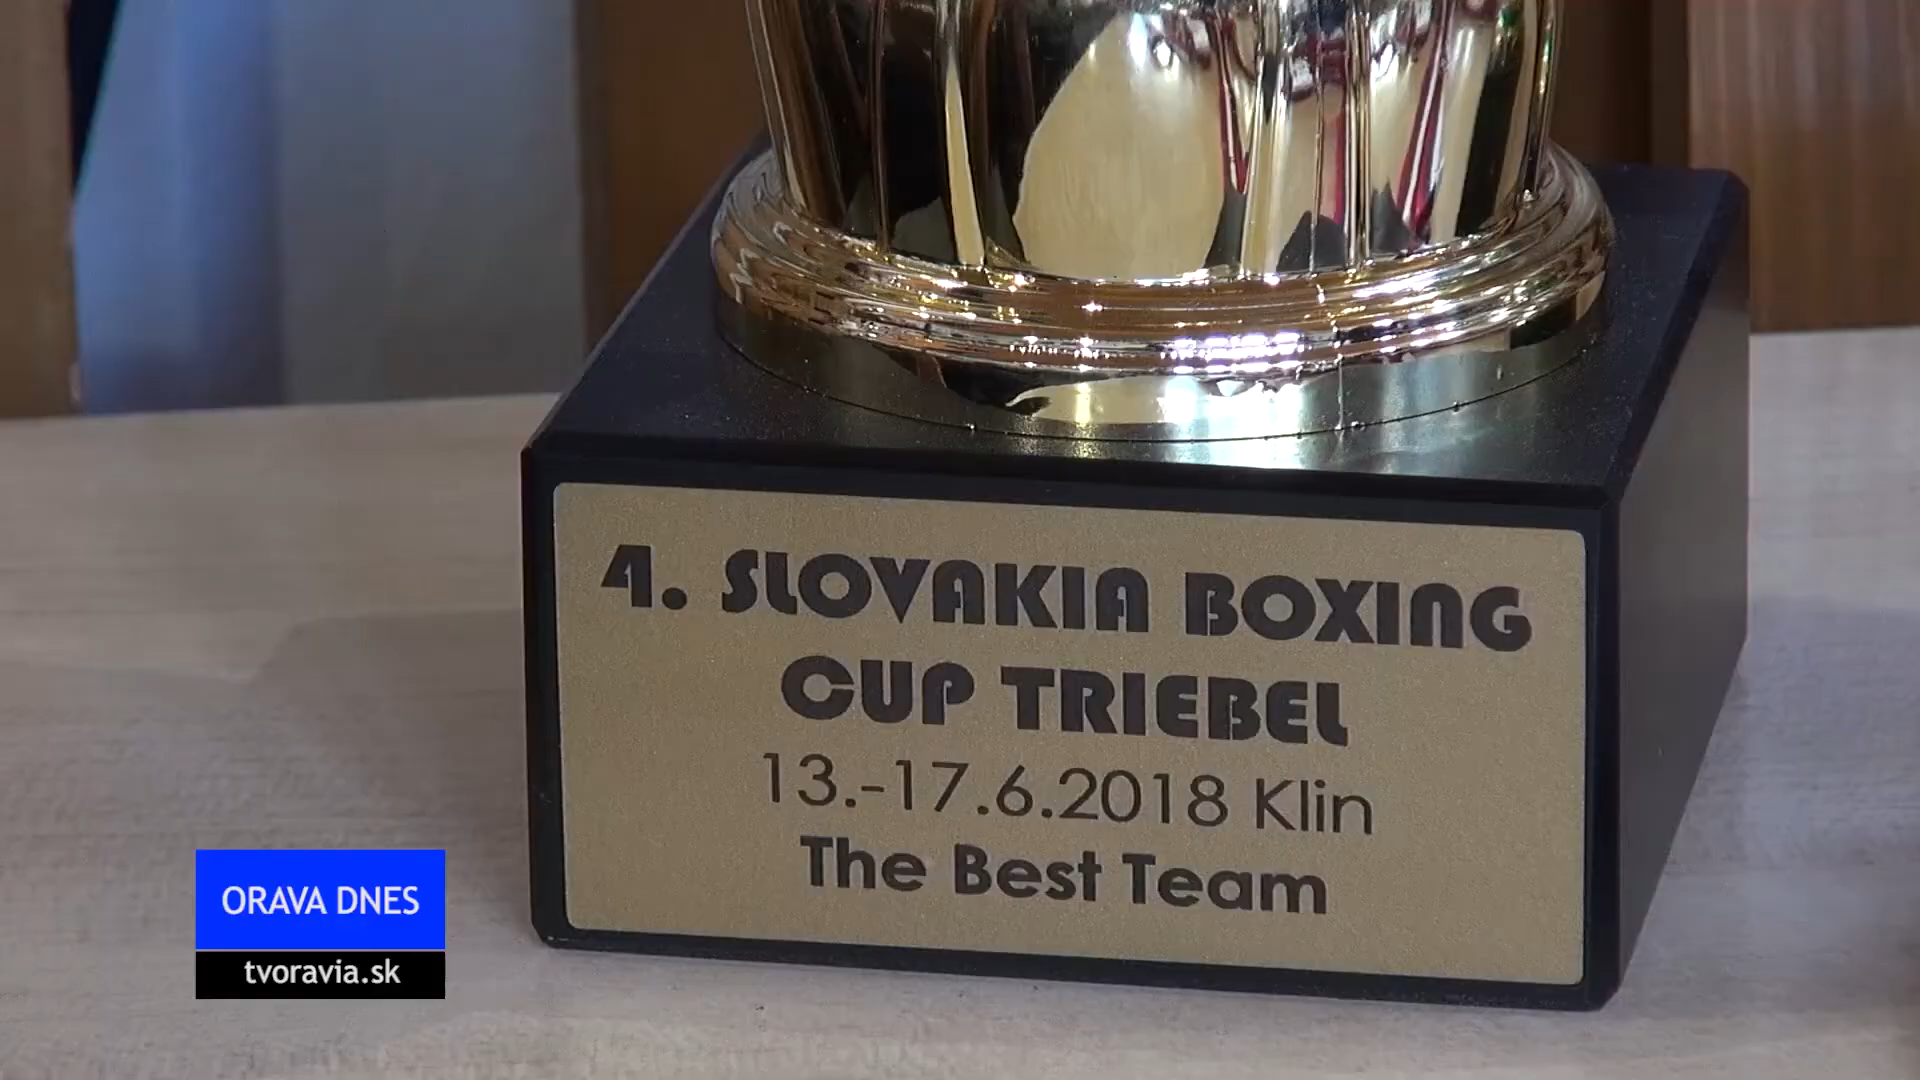 4. SLOVAKIA BOXING
CUP TRIEBEL
13.-17.6.2018 Klin
The Best Team
ORAVA DNES
tvoravia.sk